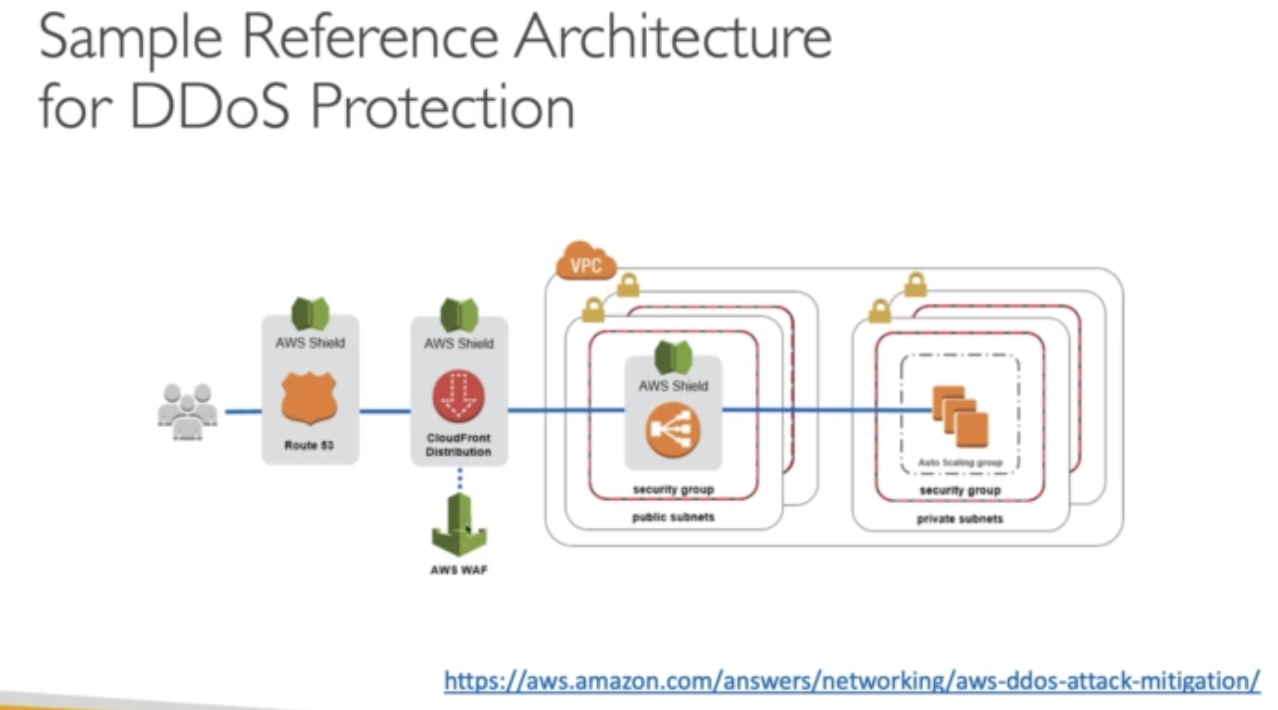 Sample Reference Architecture
for DDoS Protection
VPC
AWS Shield
Route 53
AWS Shield
CloudFront
Distribution
AWS WAF
AWS Shield
security group
public subnets
Auto Scaling group
security group
private subnets
https://aws.amazon.com/answers/networking/aws-ddos-attack-mitigation/